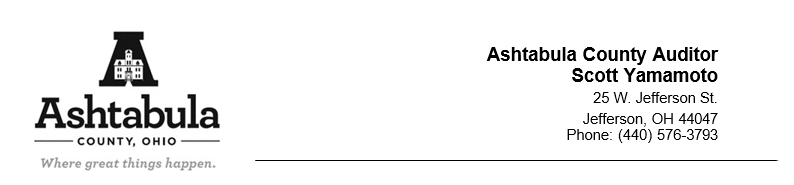 Ashtabula
COUNTY, OHIO
Where great things happen.
Ashtabula County Auditor
Scott Yamamoto
25 W. Jefferson St.
Jefferson, OH 44047
Phone: (440) 576-3793